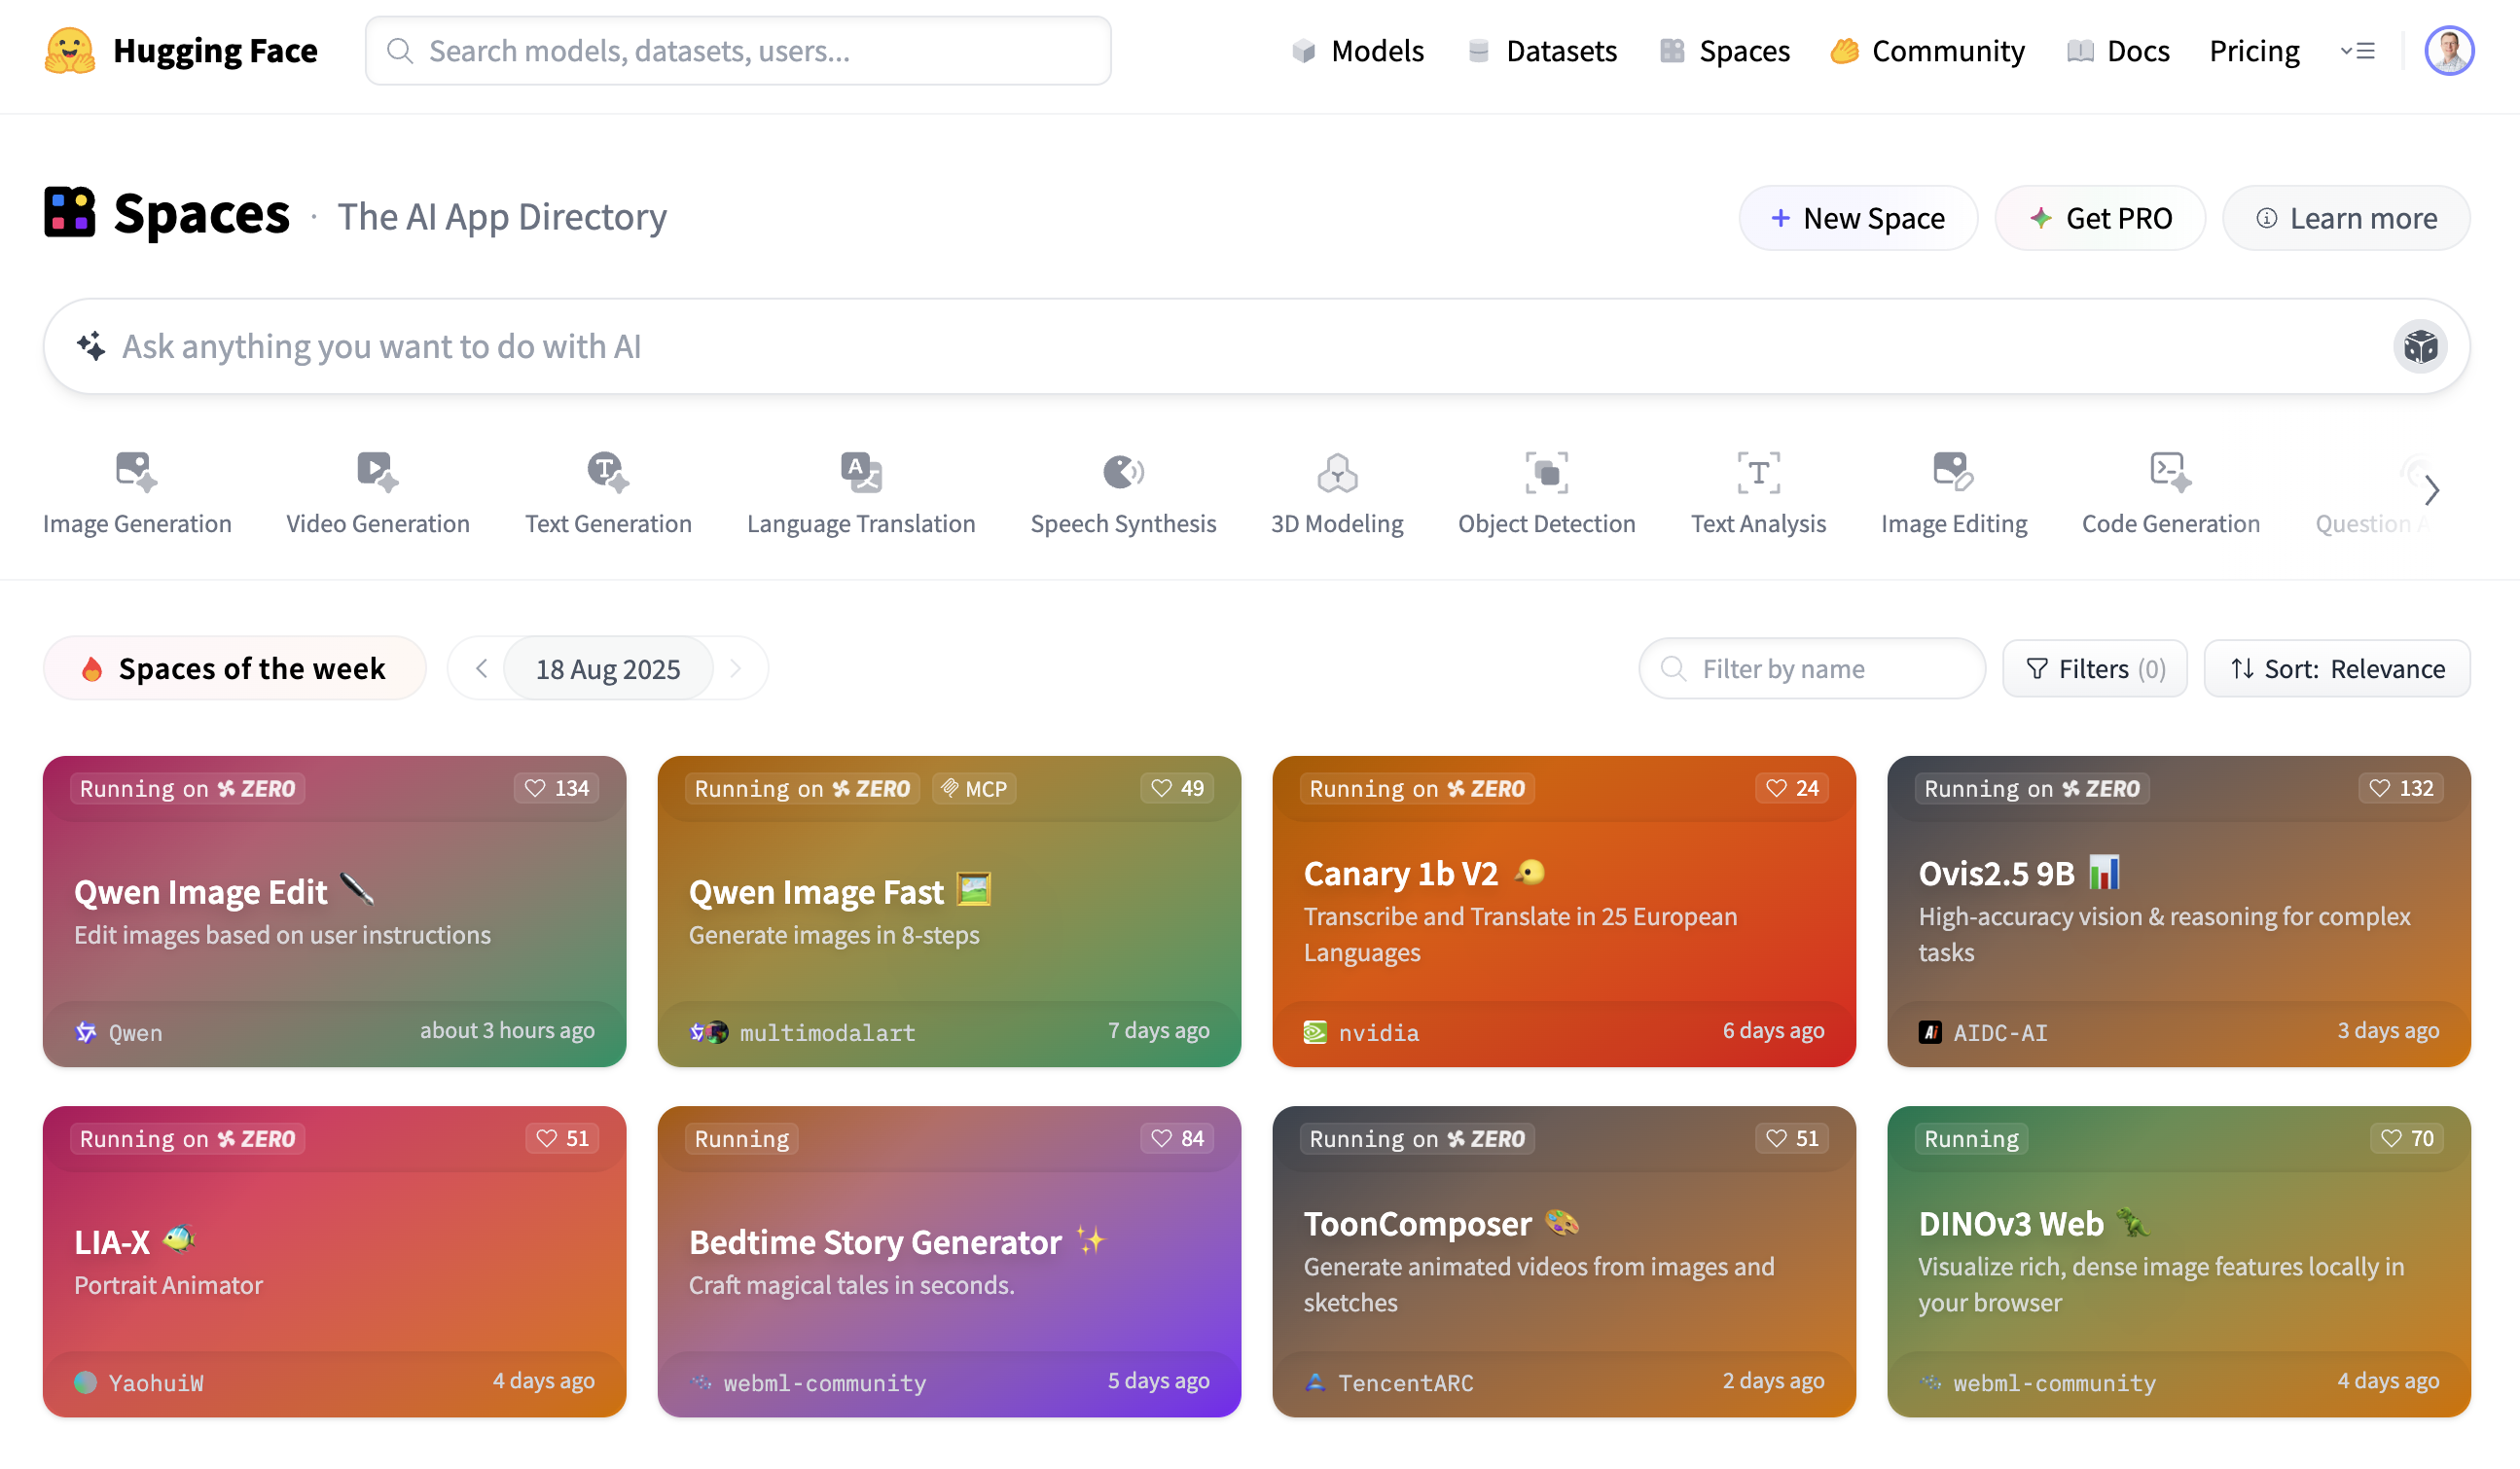 Hugging Face
Search models, datasets, users...
Models
Datasets
Spaces
Community
Docs
Pricing
Spaces · The AI App Directory
+ New Space
Get PRO
Learn more
Ask anything you want to do with AI
Image Generation
Video Generation
Text Generation
Language Translation
Speech Synthesis
3D Modeling
Object Detection
Text Analysis
Image Editing
Code Generation
Question A
Spaces of the week
18 Aug 2025
Filter by name
Filters (0)
Sort: Relevance
Running on ZERO
134
Qwen Image Edit
Edit images based on user instructions
Qwen
about 3 hours ago
Running on ZERO
MCP
49
Qwen Image Fast
Generate images in 8-steps
multimodalart
7 days ago
Running on ZERO
24
Canary 1b V2
Transcribe and Translate in 25 European
Languages
nvidia
6 days ago
Running on ZERO
132
Ovis2.5 9B
High-accuracy vision & reasoning for complex
tasks
AIDC-AI
3 days ago
Running on ZERO
51
LIA-X
Portrait Animator
YaohuiW
4 days ago
Running
84
Bedtime Story Generator
Craft magical tales in seconds.
webml-community
5 days ago
Running on ZERO
51
ToonComposer
Generate animated videos from images and
sketches
TencentARC
2 days ago
Running
70
DINOv3 Web
Visualize rich, dense image features locally in
your browser
webml-community
4 days ago